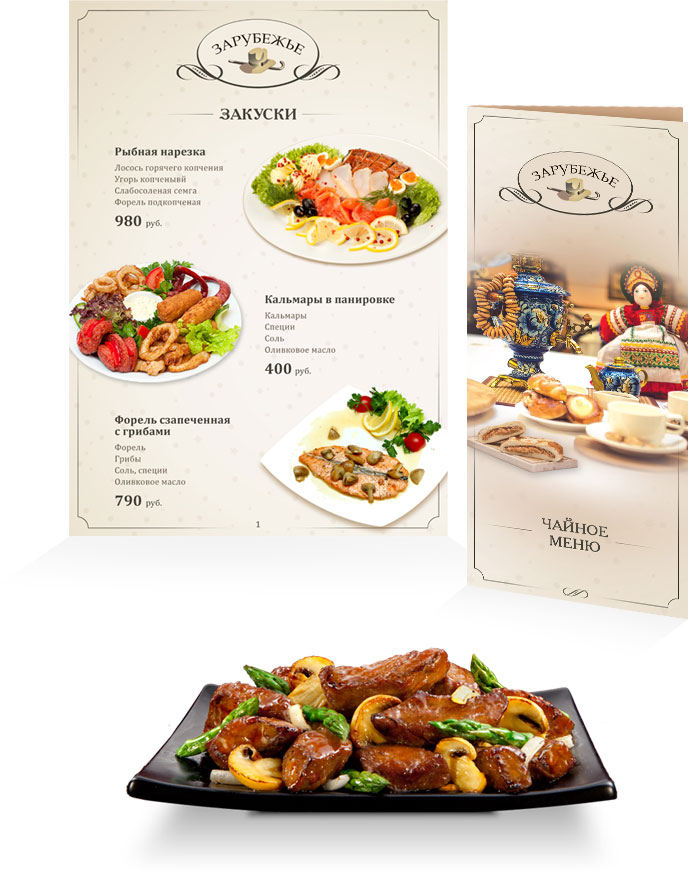 ЗАРУБЕЖЬЕ
ЗАКУСКИ
Рыбная нарезка
Лосось горячего копчения
Угорь копченывй
Слабосоленая семга
Форель подкопченая
980 руб.
Кальмары в панировке
Кальмары
Специи
Соль
Оливковое масло
400 руб.
Форель сзапеченная
с грибами
Форель
Грибы
Соль, специи
Оливковое масло
790 руб.
1
ЗАРУБЕЖЬЕ
ЧАЙНОЕ
МЕНЮ